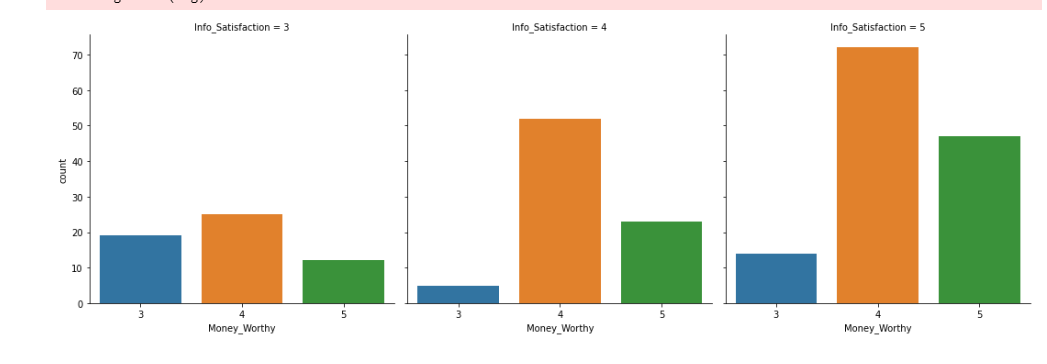 Info_Satisfaction = 3
Info_Satisfaction = 4
Info_Satisfaction = 5
70
60
50
40
30
20
10
0
count
3 4 5
3 4 5
3 4 5
Money_Worthy
Money_Worthy
Money_Worthy